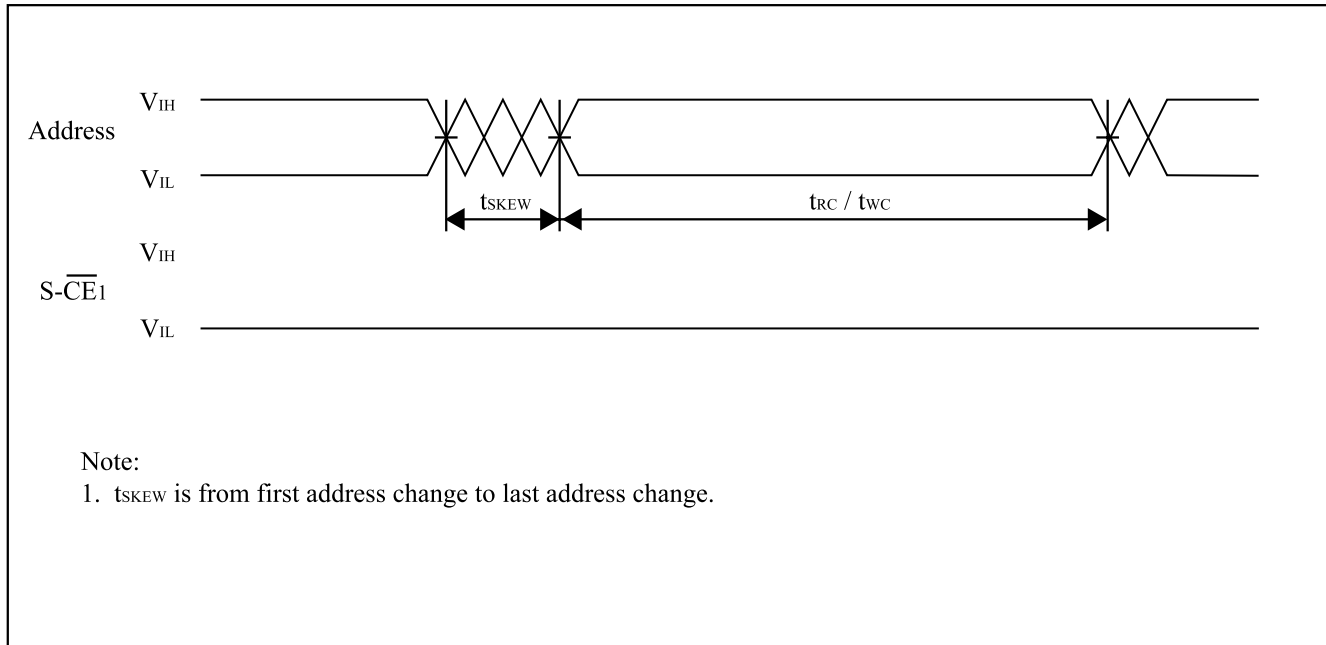 VIH
Address
VIL
tSKEW
tRC / tWC
VIH
S-C̅E̅1
VIL
Note:
1. tSKEW is from first address change to last address change.